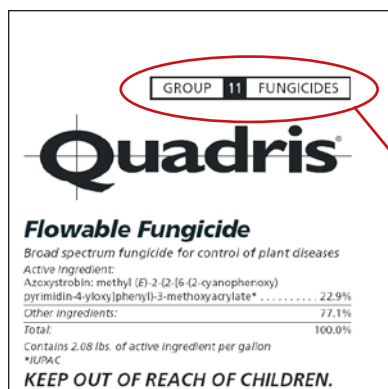 GROUP 11 FUNGICIDES
Quadris®
Flowable Fungicide
Broad spectrum fungicide for control of plant diseases
Active Ingredient:
Azoxystrobin: methyl (E)-2-{2-[6-(2-cyanophenoxy)
pyrimidin-4-yloxy]phenyl}-3-methoxyacrylate* .......... 22.9%
Other ingredients: 77.1%
Total: 100.0%
Contains 2.08 lbs. of active ingredient per gallon
*IUPAC
KEEP OUT OF REACH OF CHILDREN.